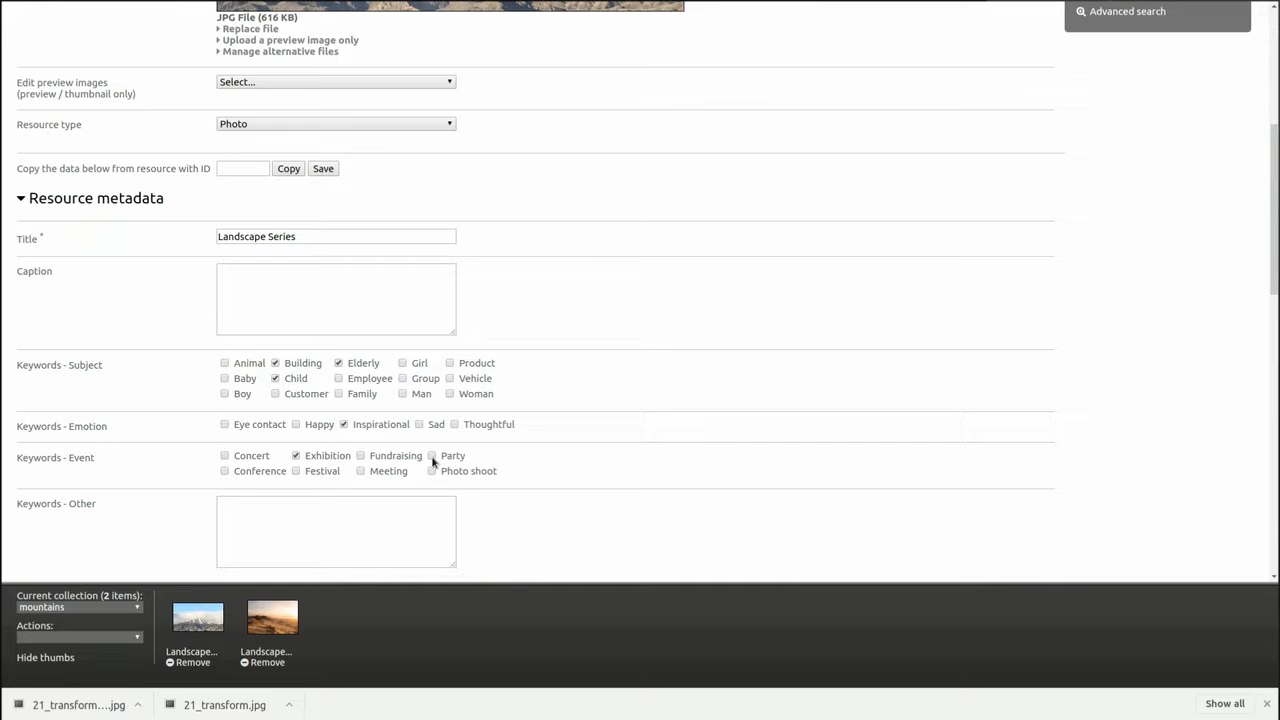 JPG File (616 KB)
Replace file
Upload a preview image only
Manage alternative files
Advanced search
Edit preview images
(preview / thumbnail only)
Select...
Resource type
Photo
Copy the data below from resource with ID
Copy
Save
Resource metadata
Title *
Landscape Series
Caption
Keywords - Subject
Animal Building Elderly Girl Product
Baby Child Employee Group Vehicle
Boy Customer Family Man Woman
Keywords - Emotion
Eye contact Happy Inspirational Sad Thoughtful
Keywords - Event
Concert Exhibition Fundraising Party
Conference Festival Meeting Photo shoot
Keywords - Other
Current collection (2 items):
mountains
Actions:
Hide thumbs
Landscape...
Remove
Landscape...
Remove
21_transform....jpg
21_transform.jpg
Show all